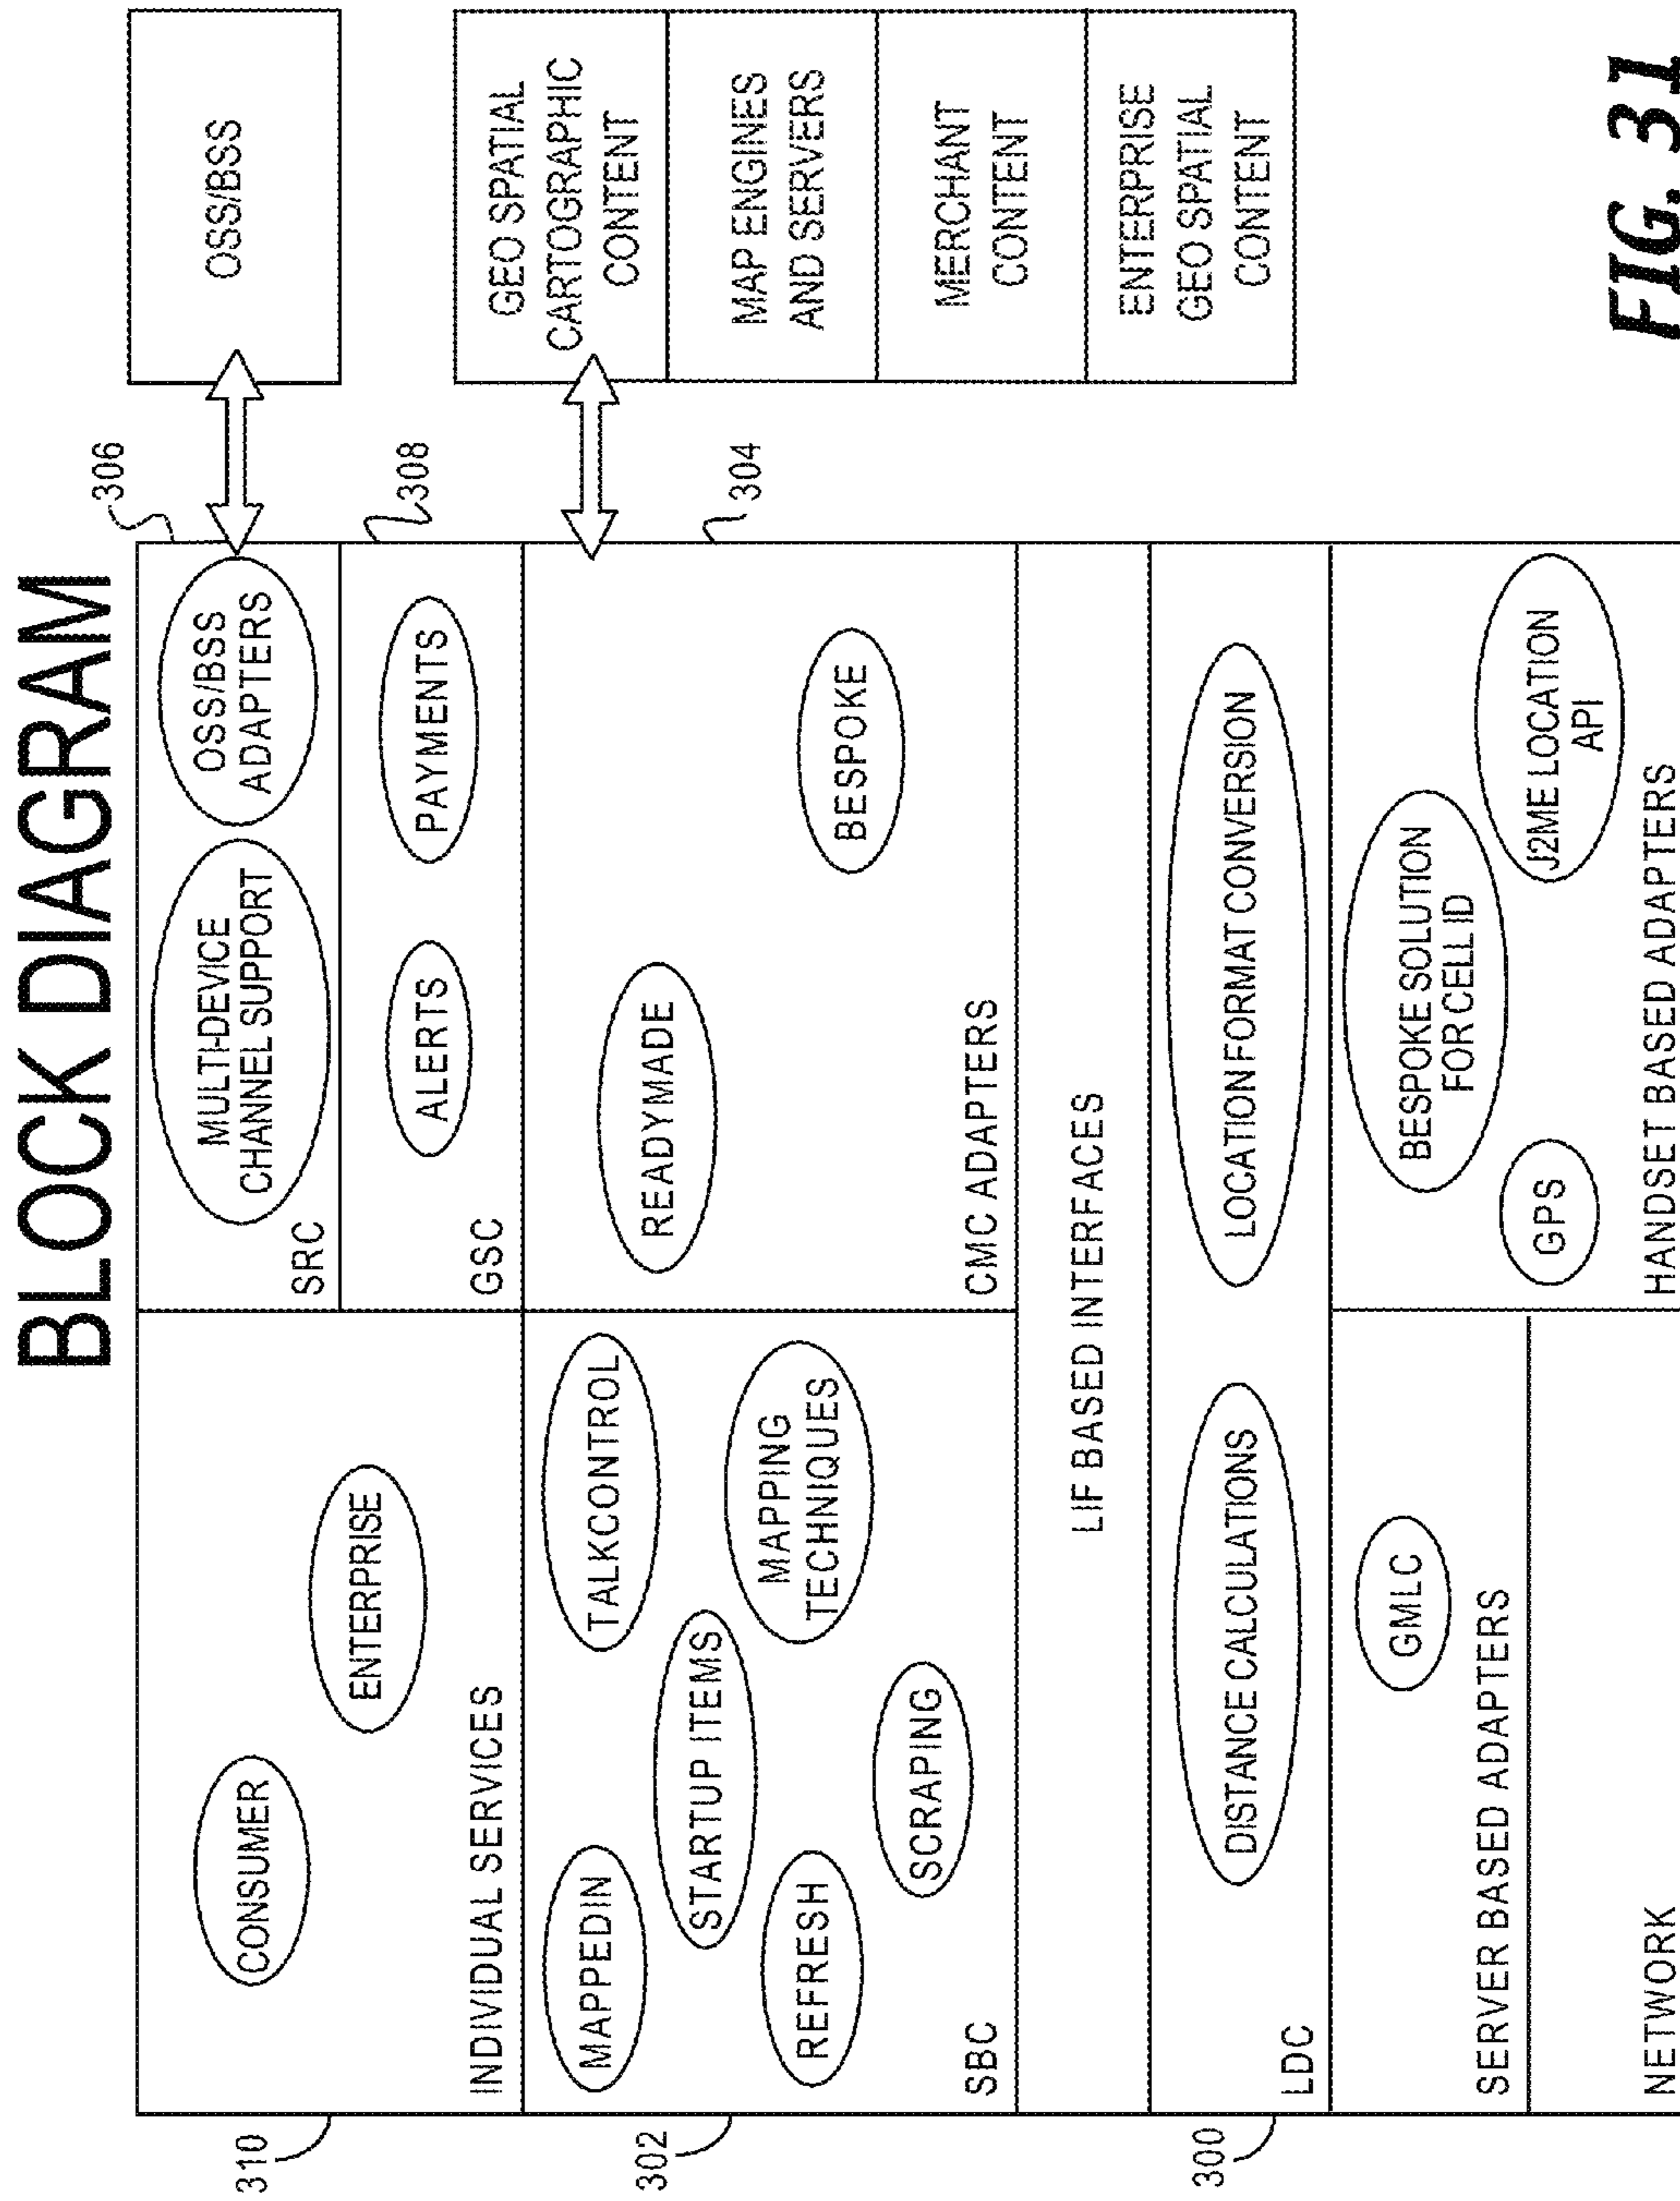 BLOCK DIAGRAM
310
CONSUMER
ENTERPRISE
INDIVIDUAL SERVICES
306
MULTI-DEVICE
CHANNEL SUPPORT
OSS/BSS
ADAPTERS
SRC
OSS/BSS
308
ALERTS
PAYMENTS
GSC
302
MAPPEDIN
TALKCONTROL
STARTUP ITEMS
MAPPING
TECHNIQUES
REFRESH
SCRAPING
SBC
304
READYMADE
BESPOKE
CMC ADAPTERS
GEO SPATIAL
CARTOGRAPHIC
CONTENT
MAP ENGINES
AND SERVERS
MERCHANT
CONTENT
ENTERPRISE
GEO SPATIAL
CONTENT
LIF BASED INTERFACES
300
DISTANCE CALCULATIONS
LOCATION FORMAT CONVERSION
LDC
GMLC
SERVER BASED ADAPTERS
NETWORK
BESPOKE SOLUTION
FOR CELL ID
GPS
J2ME LOCATION
API
HANDSET BASED ADAPTERS
FIG. 31